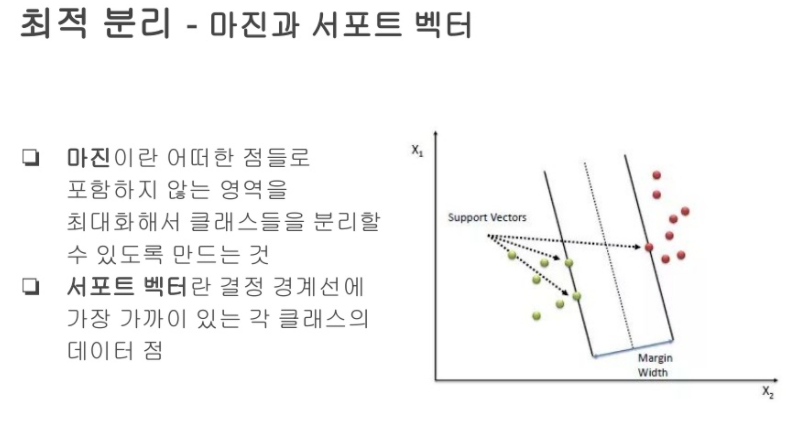 최적 분리 - 마진과 서포트 벡터
❏ 마진이란 어떠한 점들로
포함하지 않는 영역을
최대화해서 클래스들을 분리할
수 있도록 만드는 것
❏ 서포트 벡터란 결정 경계선에
가장 가까이 있는 각 클래스의
데이터 점
X₁
Support Vectors
Margin
Width
X₂